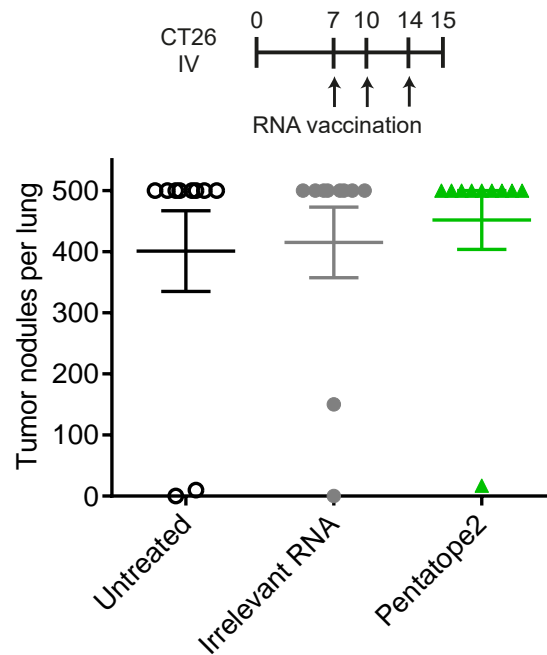 0 7 10 14 15
CT26
IV
RNA vaccination
Tumor nodules per lung
500
400
300
200
100
0
Untreated
Irrelevant RNA
Pentatope2